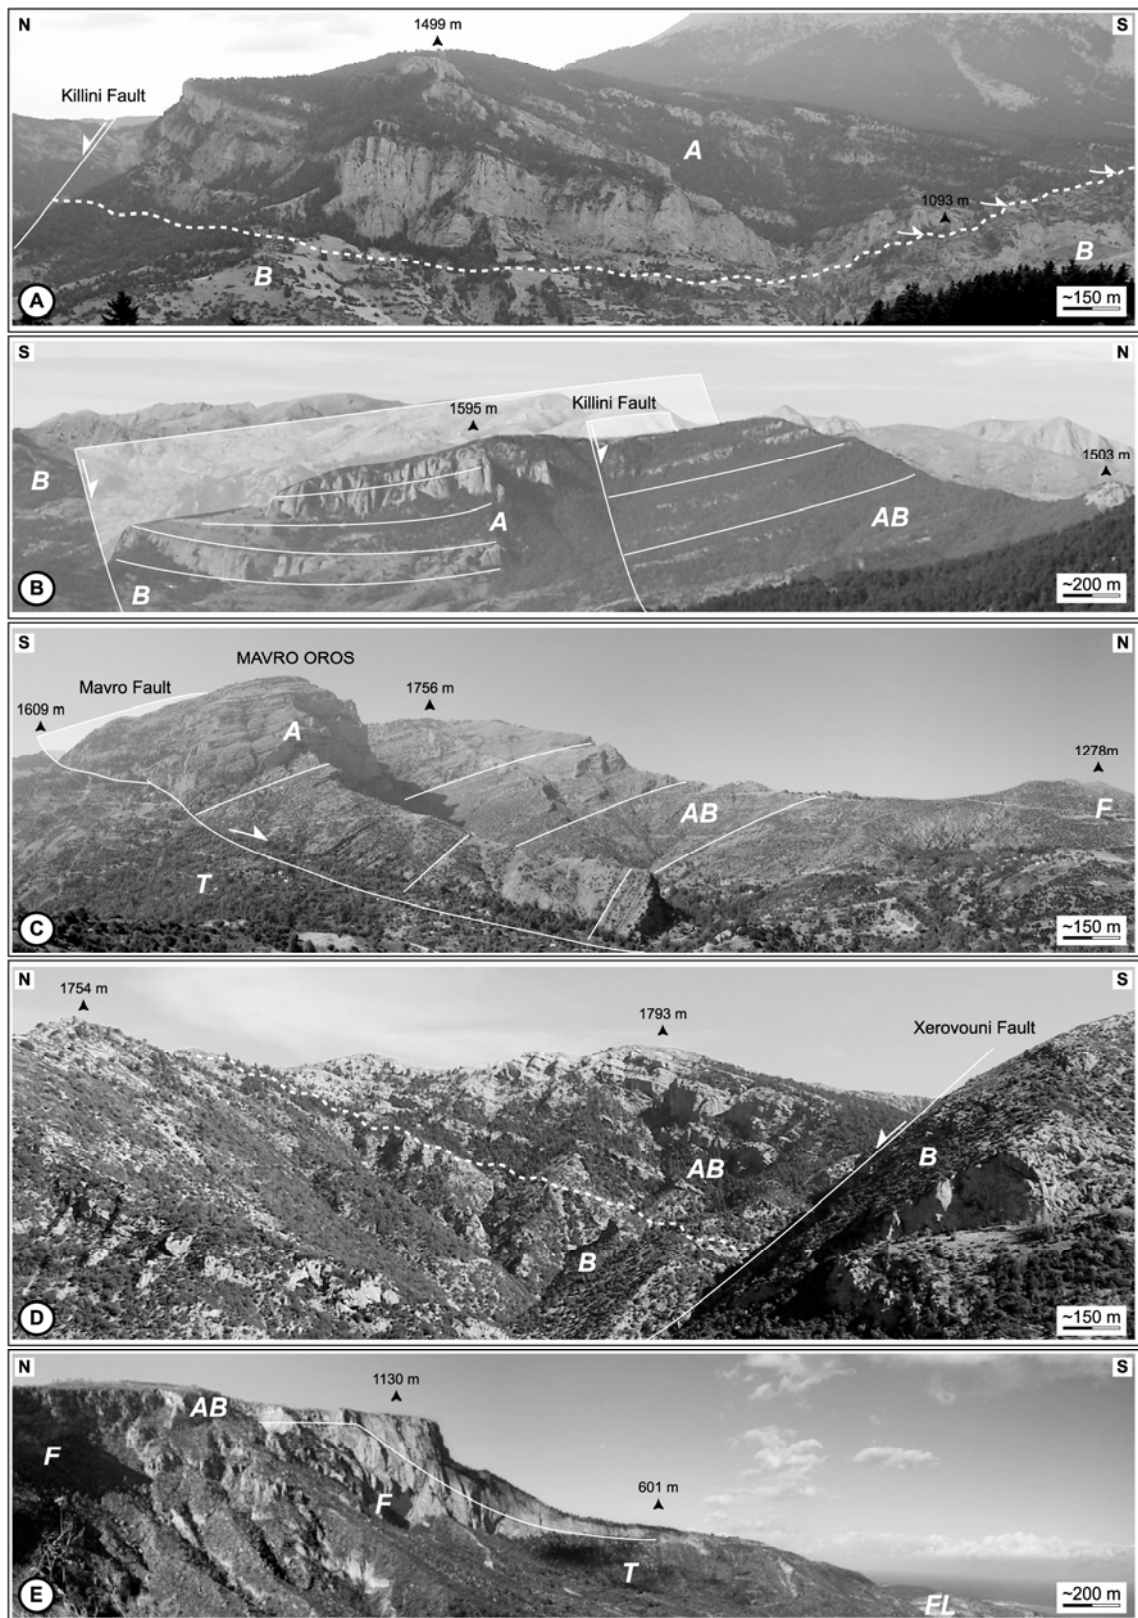 N
1499 m
S
Killini Fault
A
1093 m
B
B
A
~150 m
S
N
1595 m
Killini Fault
B
1503 m
A
AB
B
B
~200 m
S
MAVRO OROS
N
Mavro Fault
1756 m
1609 m
A
1278m
AB
F
T
C
~150 m
N
1754 m
1793 m
S
Xerovouni Fault
B
AB
B
D
~150 m
N
1130 m
S
AB
F
F
601 m
T
E
FL
~200 m